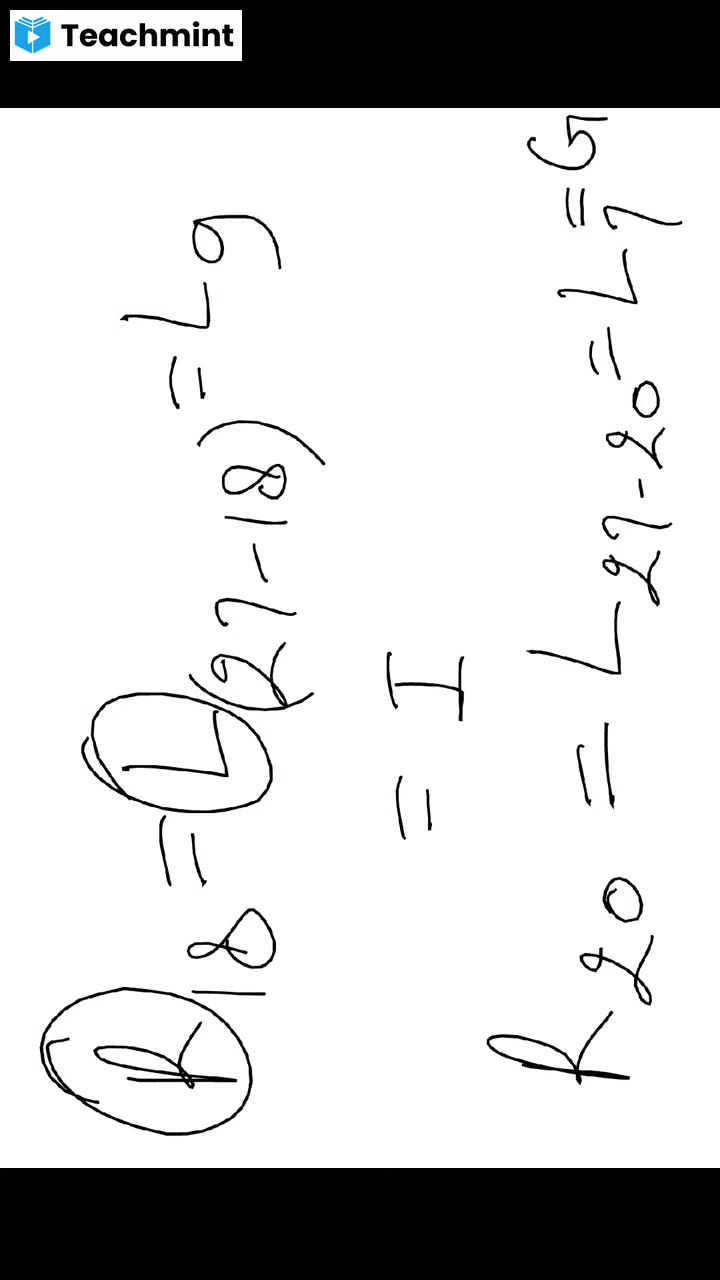 Teachmint
R18 = L(27-18) = L9
= I
R20 = L27-20 = L7 = G